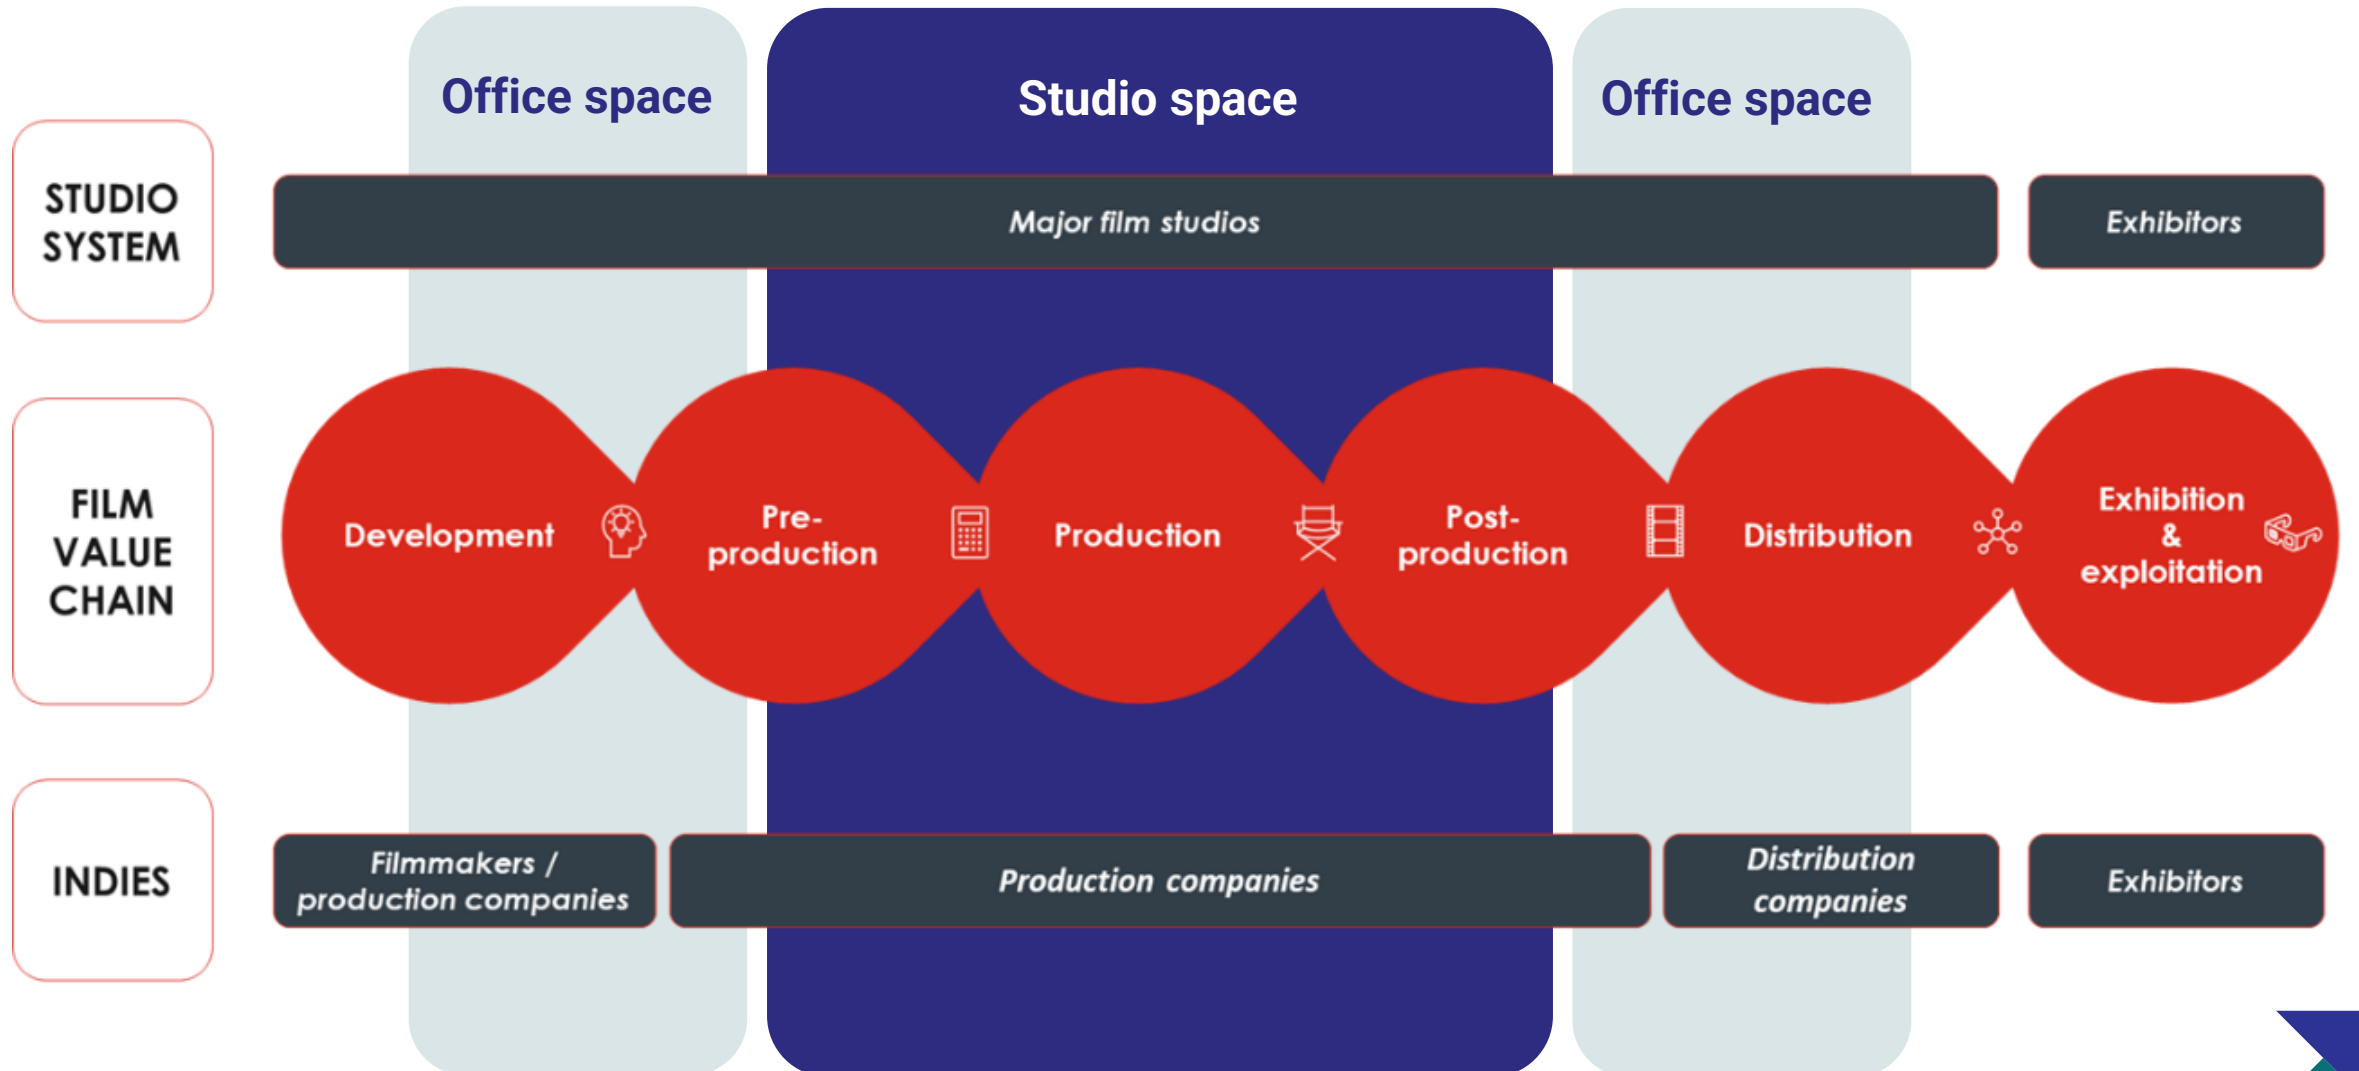 Office space
Studio space
Office space
STUDIO
SYSTEM
Major film studios
Exhibitors
FILM
VALUE
CHAIN
Development
Pre-
production
Production
Post-
production
Distribution
Exhibition
&
exploitation
INDIES
Filmmakers /
production companies
Production companies
Distribution
companies
Exhibitors